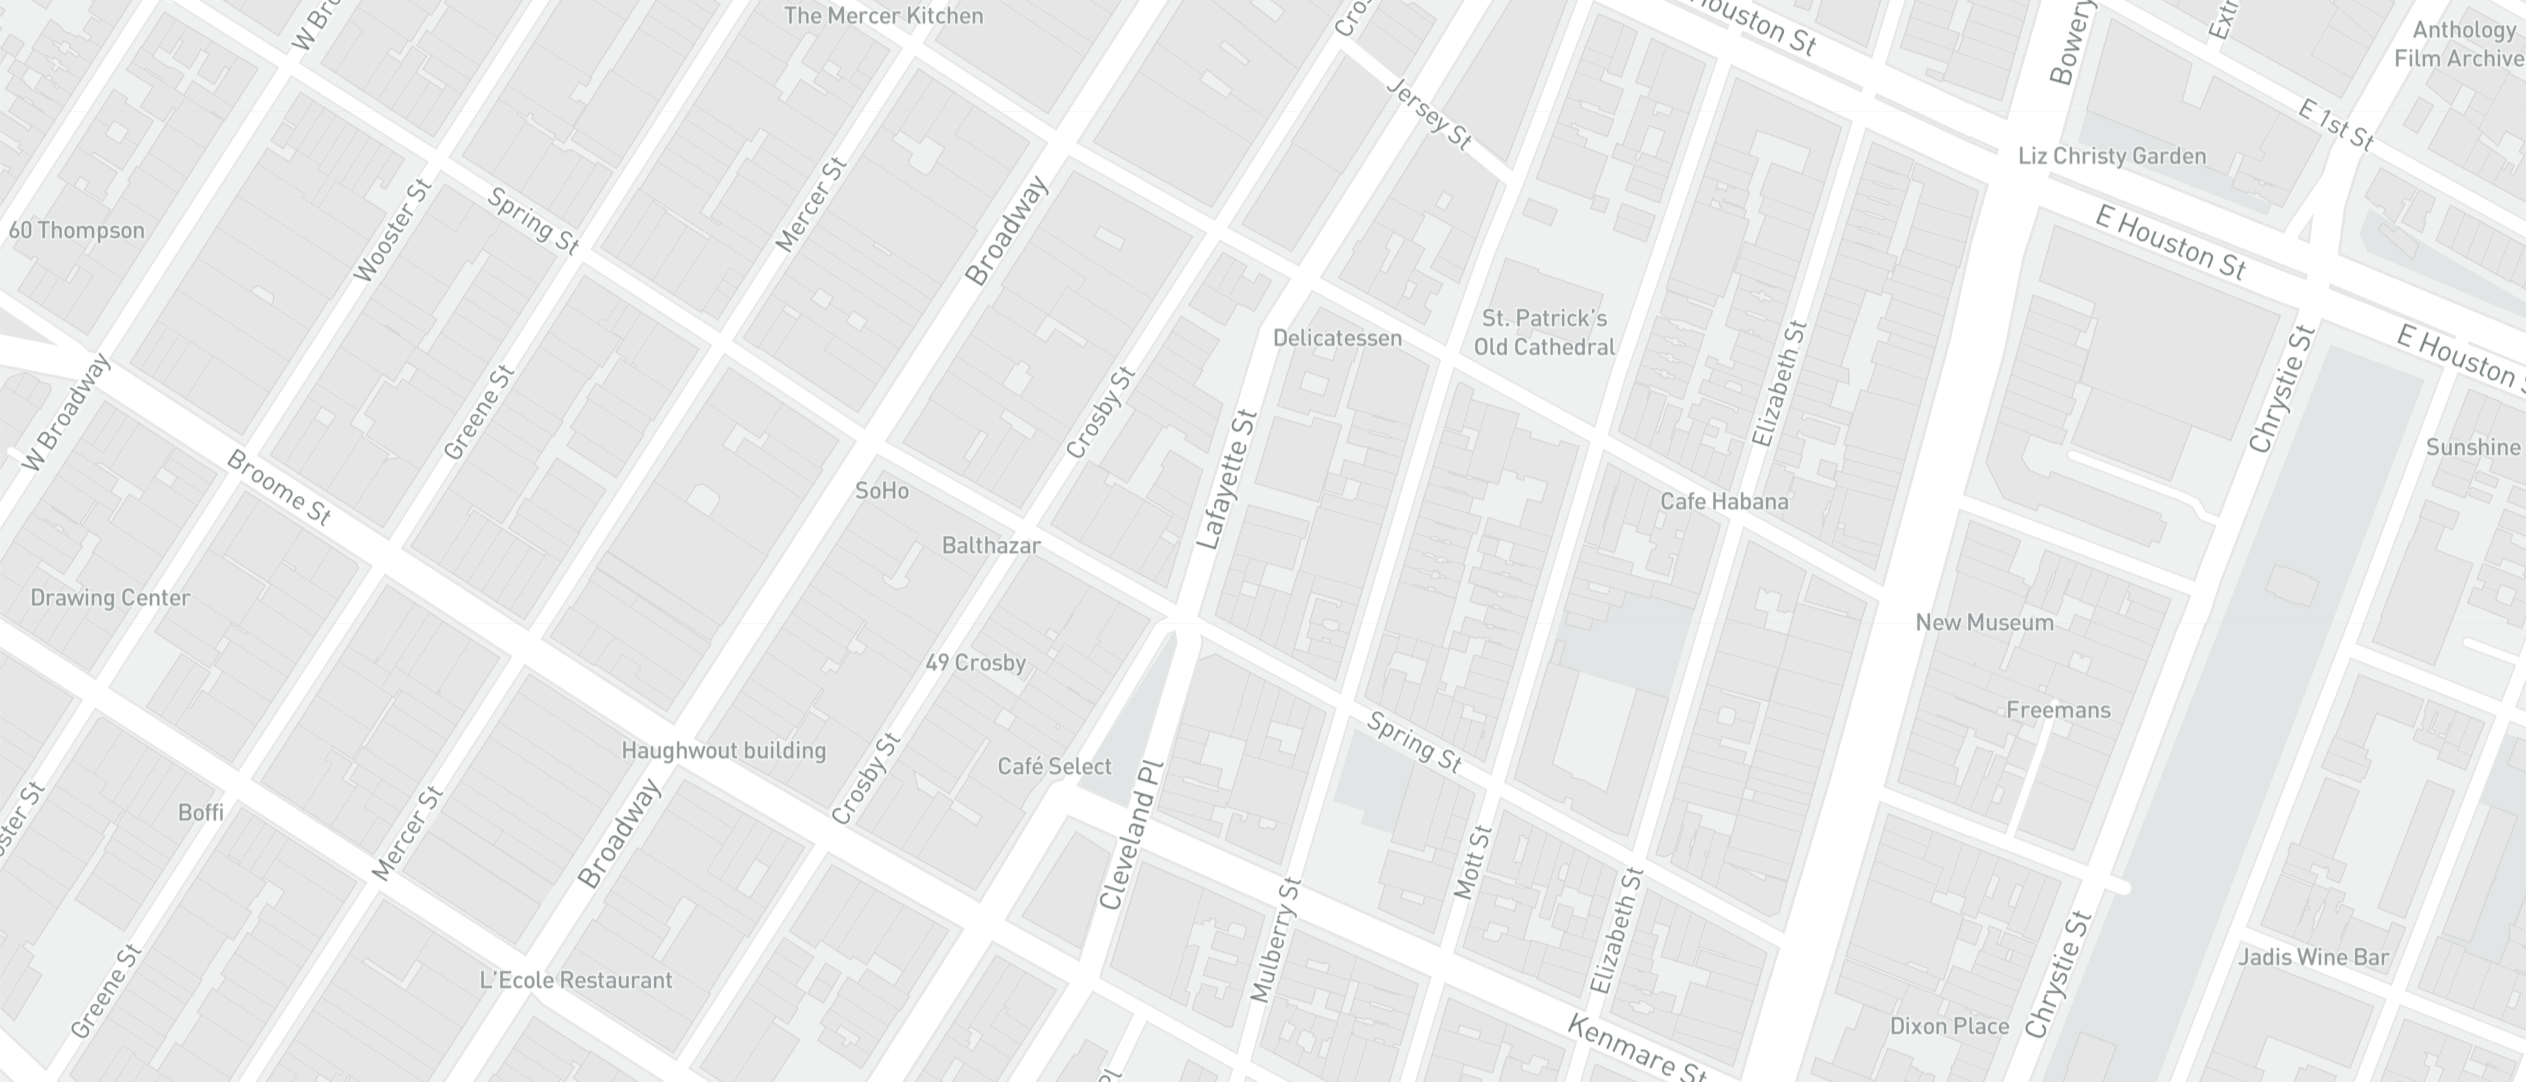 The Mercer Kitchen
W Bro
Cros
Houston St
Bowery
Extr
Anthology
Film Archive
Jersey St
E 1st St
Liz Christy Garden
Mercer St
Wooster St
Spring St
Broadway
60 Thompson
E Houston St
St. Patrick's
Old Cathedral
Delicatessen
E Houston S
Elizabeth St
Chrystie St
W Broadway
Greene St
Crosby St
Lafayette St
Sunshine
Broome St
SoHo
Cafe Habana
Balthazar
Drawing Center
New Museum
49 Crosby
Freemans
Spring St
Haughwout building
Café Select
Crosby St
Cleveland Pl
oster St
Boffi
Mercer St
Broadway
Mott St
Elizabeth St
Mulberry St
Jadis Wine Bar
Chrystie St
L'Ecole Restaurant
Greene St
Dixon Place
Kenmare St
Pl